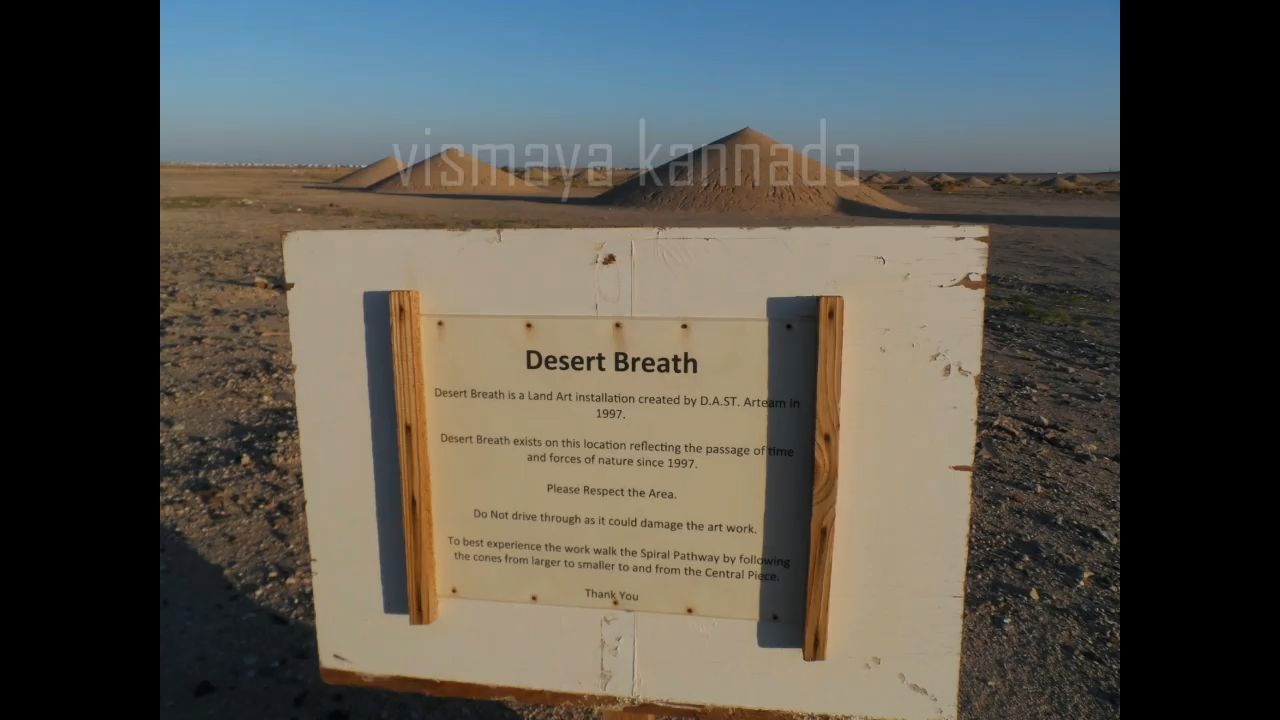 vismaya kannada
Desert Breath
Desert Breath is a Land Art installation created by D.A.ST. Arteam in
1997.
Desert Breath exists on this location reflecting the passage of time
and forces of nature since 1997.
Please Respect the Area.
Do Not drive through as it could damage the art work.
To best experience the work walk the Spiral Pathway by following
the cones from larger to smaller to and from the Central Piece.
Thank You